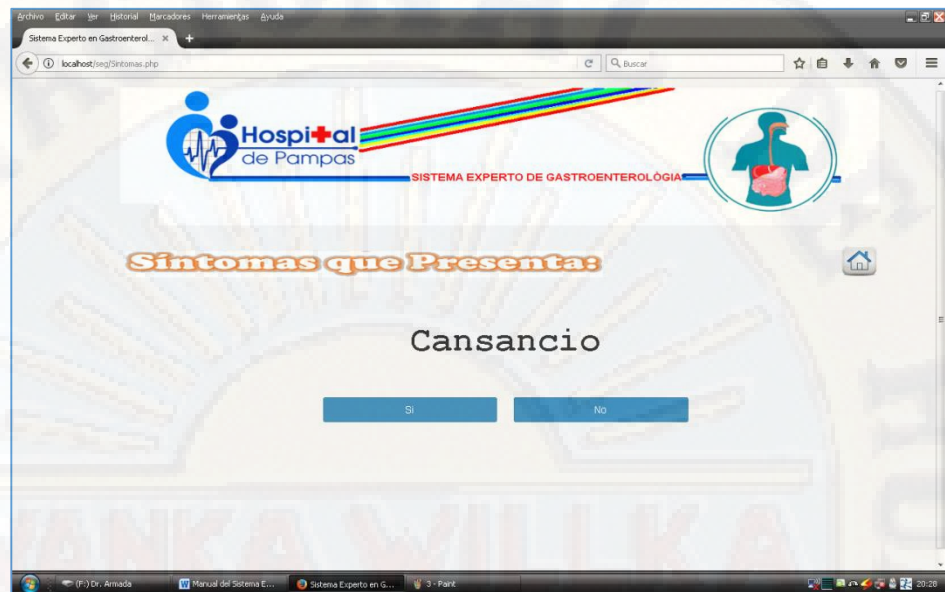 Archivo Editar Ver Historial Marcadores Herramientas Ayuda
Sistema Experto en Gastroenterol...
localhost/seg/Sintomas.php
Buscar
Hospital
de Pampas
SISTEMA EXPERTO DE GASTROENTEROLÓGIA
Síntomas que Presenta:
Cansancio
Si No
(F:) Dr. Armada Manual del Sistema E... Sistema Experto en G... 3 - Paint 20:28